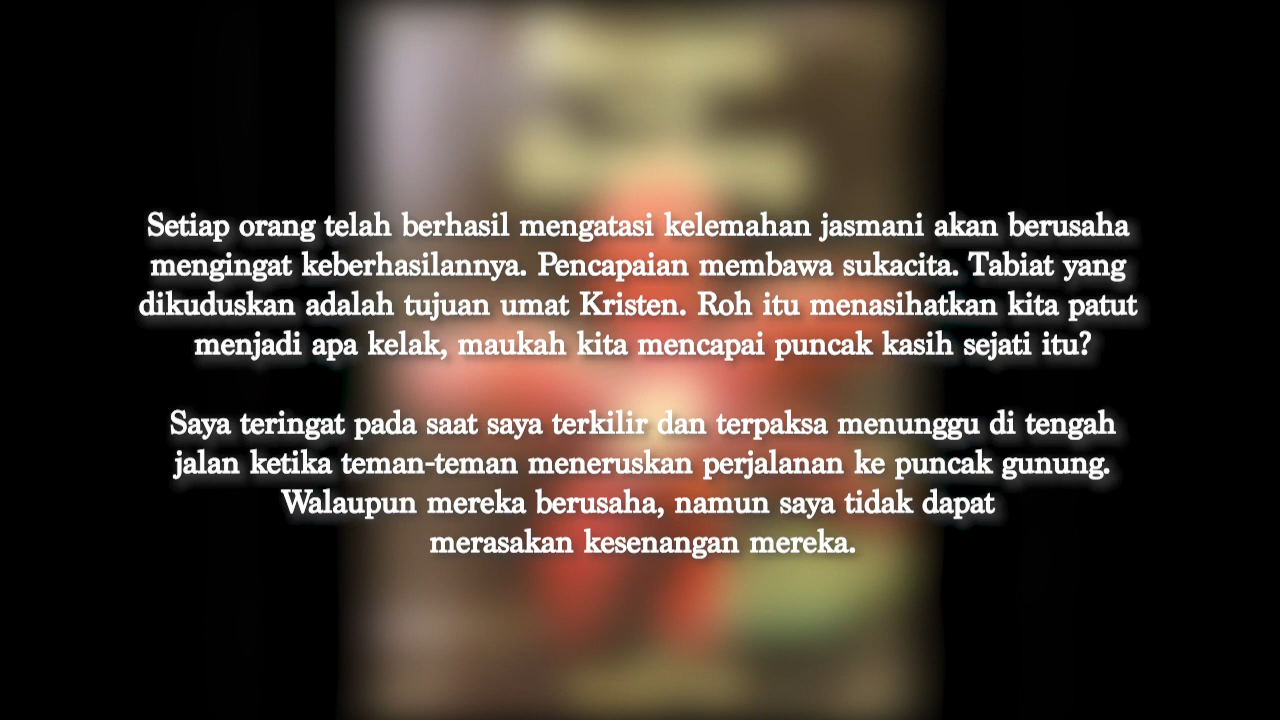 Setiap orang telah berhasil mengatasi kelemahan jasmani akan berusaha
mengingat keberhasilannya. Pencapaian membawa sukacita. Tabiat yang
dikuduskan adalah tujuan umat Kristen. Roh itu menasihatkan kita patut
menjadi apa kelak, maukah kita mencapai puncak kasih sejati itu?
Saya teringat pada saat saya terkilir dan terpaksa menunggu di tengah
jalan ketika teman-teman meneruskan perjalanan ke puncak gunung.
Walaupun mereka berusaha, namun saya tidak dapat
merasakan kesenangan mereka.